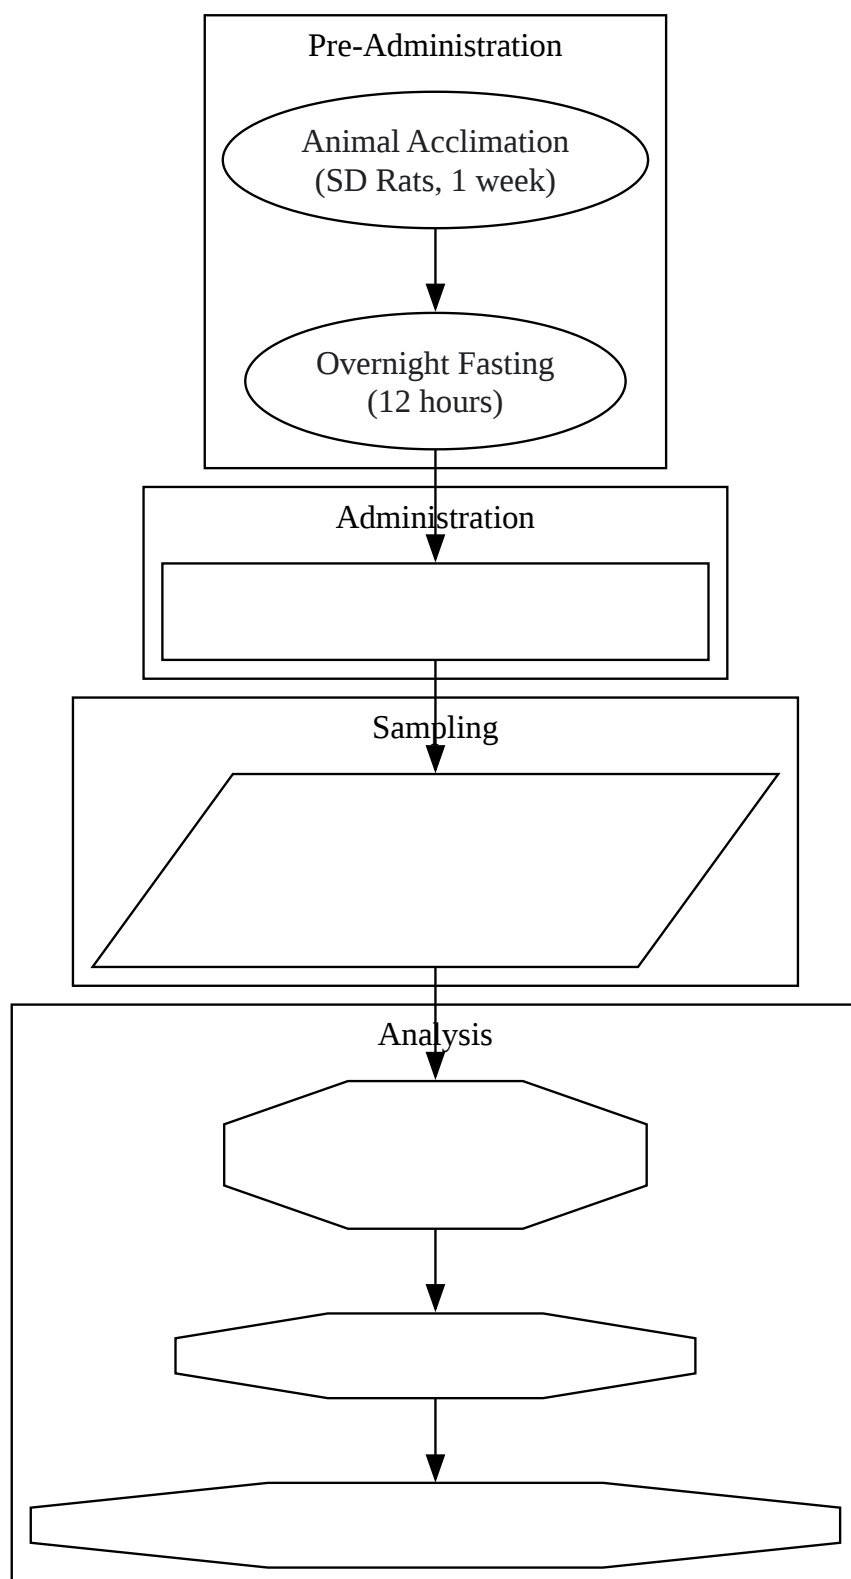 Pre-Administration
Animal Acclimation
(SD Rats, 1 week)
Overnight Fasting
(12 hours)
Administration
Sampling
Analysis